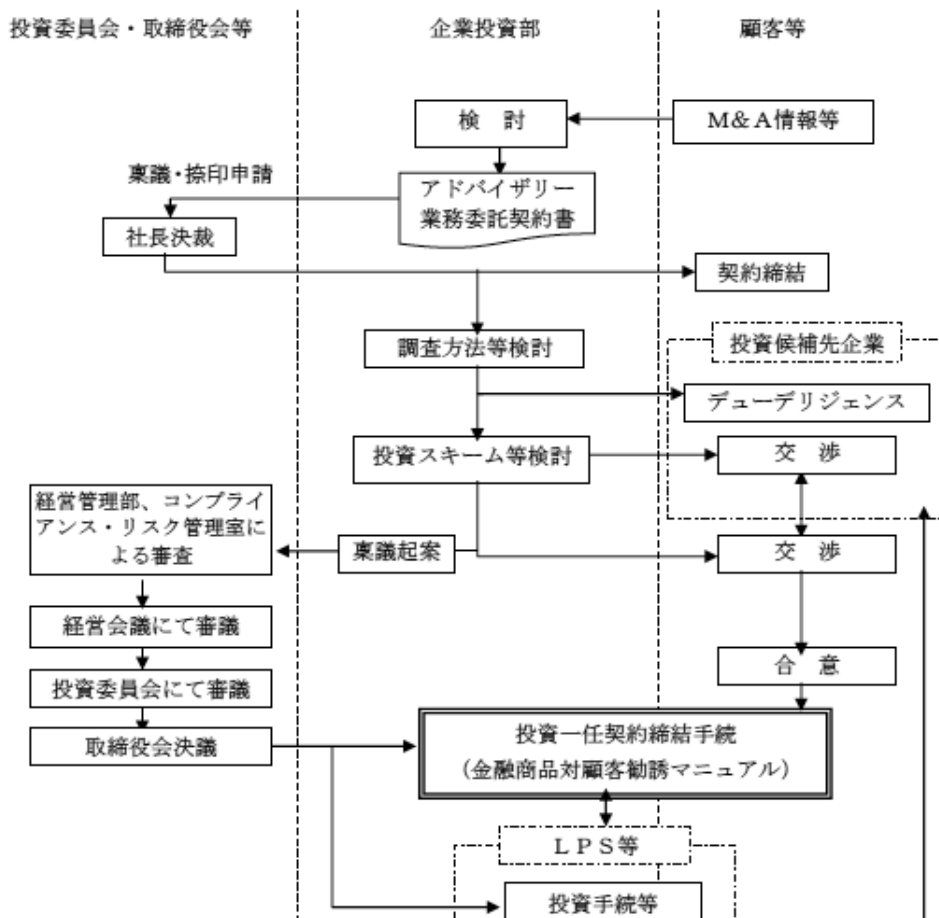 投資委員会・取締役会等
企業投資部
顧客等
検　討
Ｍ＆Ａ情報等
稟議・捺印申請
アドバイザリー
業務委託契約書
社長決裁
契約締結
調査方法等検討
投資候補先企業
デューデリジェンス
投資スキーム等検討
交　渉
経営管理部、コンプライ
アンス・リスク管理室に
よる審査
稟議起案
交　渉
経営会議にて審議
合　意
投資委員会にて審議
取締役会決議
投資一任契約締結手続
（金融商品対顧客勧誘マニュアル）
ＬＰＳ等
投資手続等